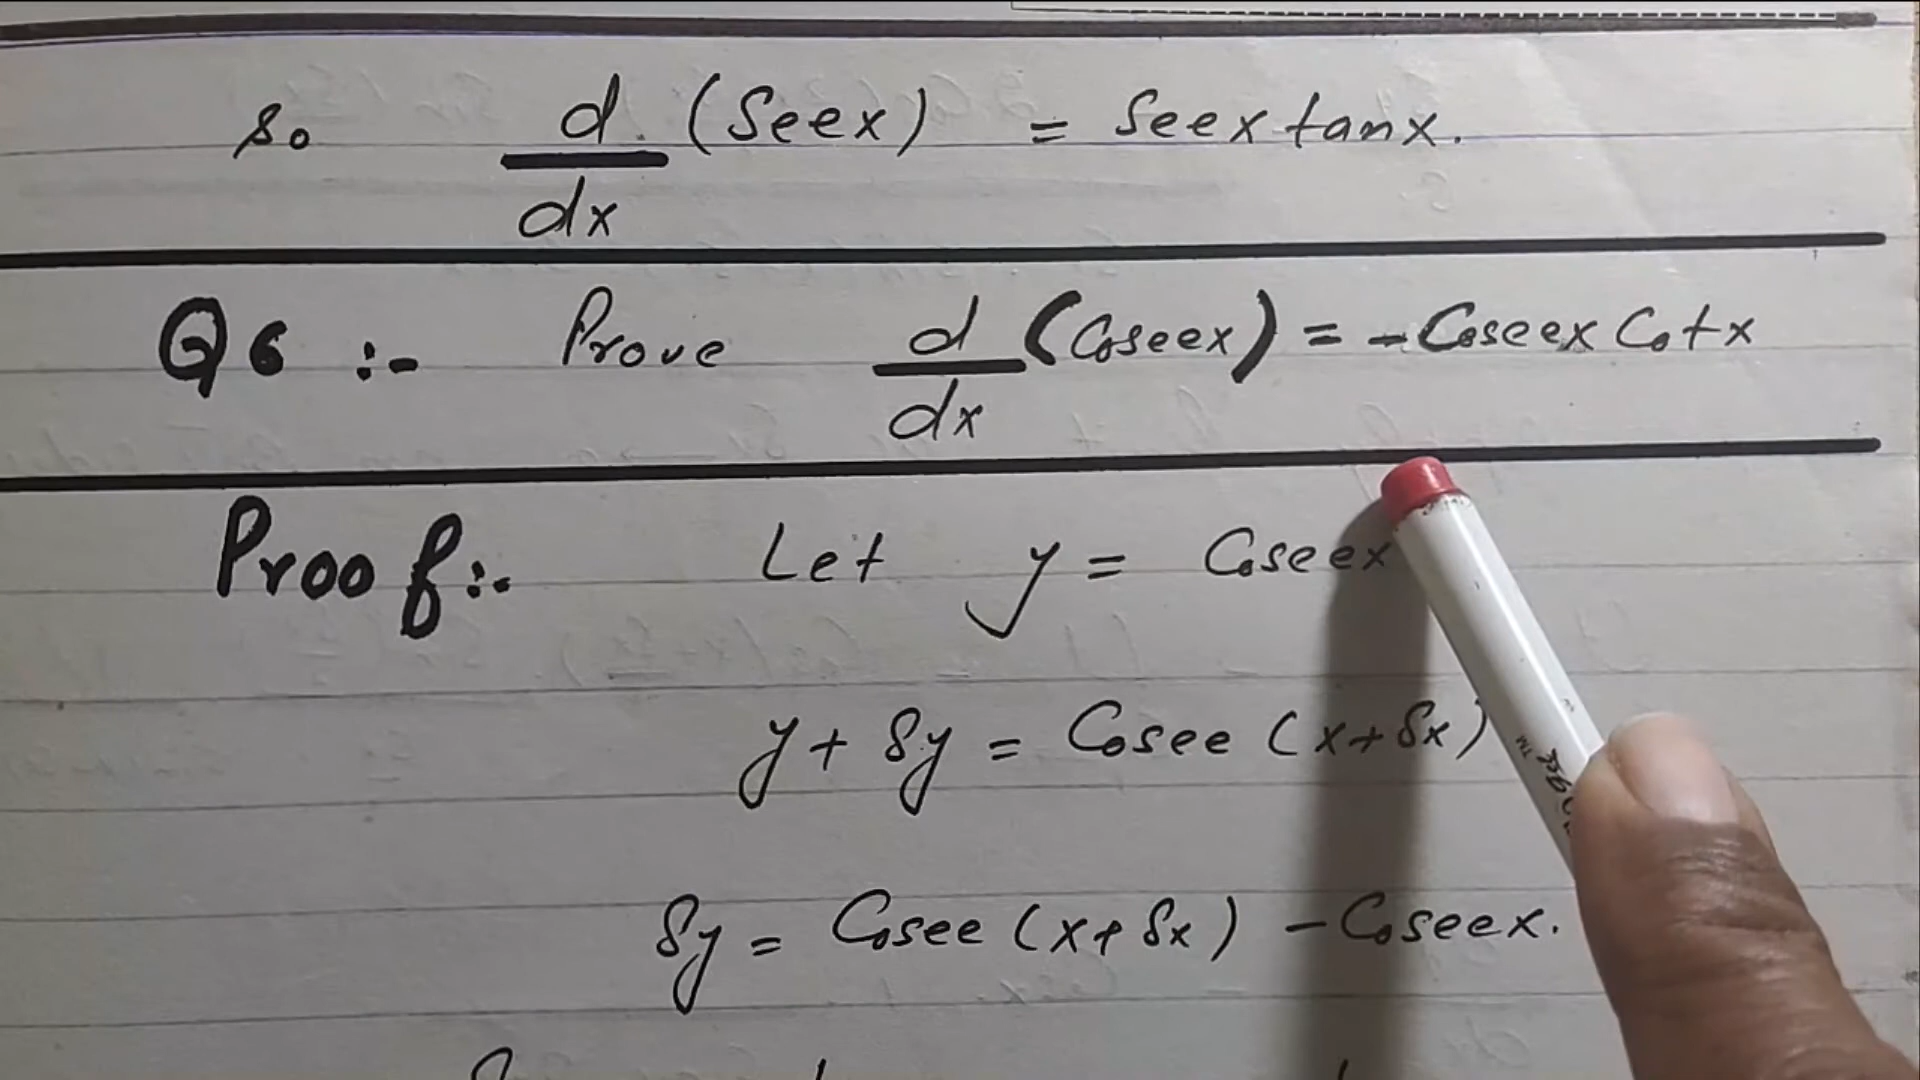 so d/dx (Secx) = Secx tanx.
Q6 :- Prove d/dx (Cosecx) = -Cosecx Cotx
Proof:- Let y = Cosecx
y + δy = Cosec (x+δx)
δy = Cosec (x+δx) - Cosecx.